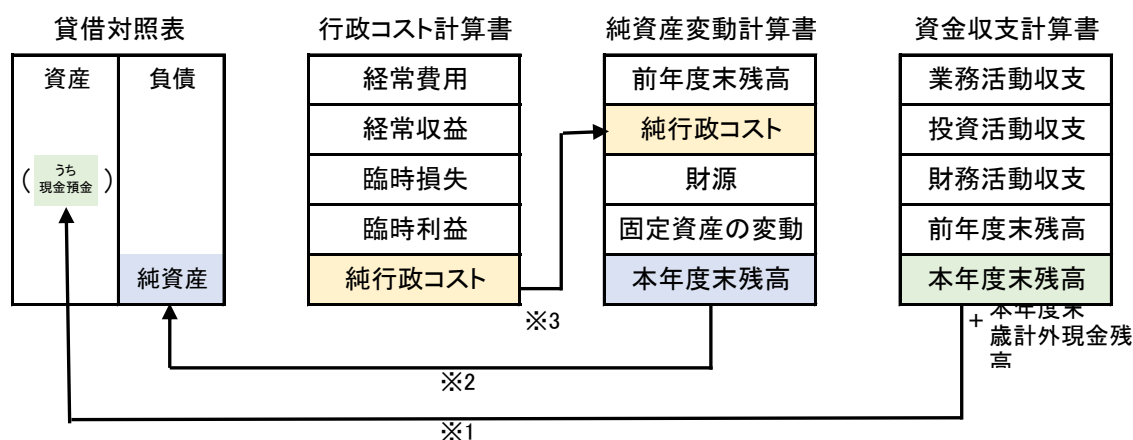 貸借対照表
資産
負債
(うち
現金預金)
純資産
行政コスト計算書
経常費用
経常収益
臨時損失
臨時利益
純行政コスト
純資産変動計算書
前年度末残高
純行政コスト
財源
固定資産の変動
本年度末残高
資金収支計算書
業務活動収支
投資活動収支
財務活動収支
前年度末残高
本年度末残高
+ 本年度末
歳計外現金残
高
※3
※2
※1